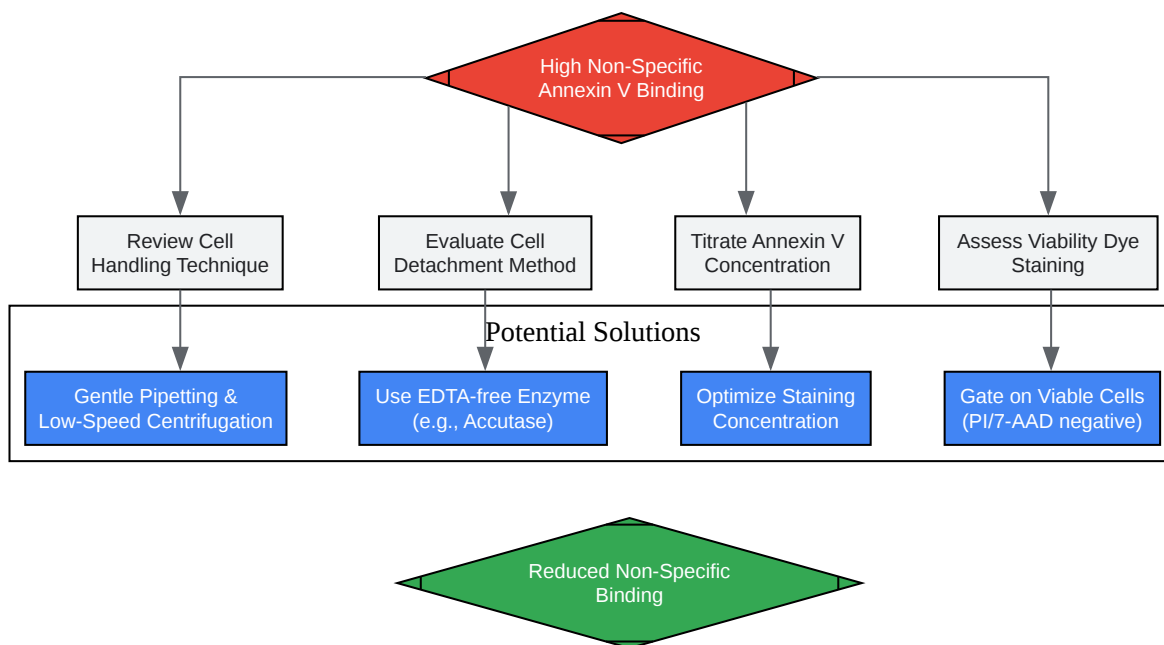 High Non-Specific
Annexin V Binding
Review Cell
Handling Technique
Evaluate Cell
Detachment Method
Titrate Annexin V
Concentration
Assess Viability Dye
Staining
Potential Solutions
Gentle Pipetting &
Low-Speed Centrifugation
Use EDTA-free Enzyme
(e.g., Accutase)
Optimize Staining
Concentration
Gate on Viable Cells
(PI/7-AAD negative)
Reduced Non-Specific
Binding